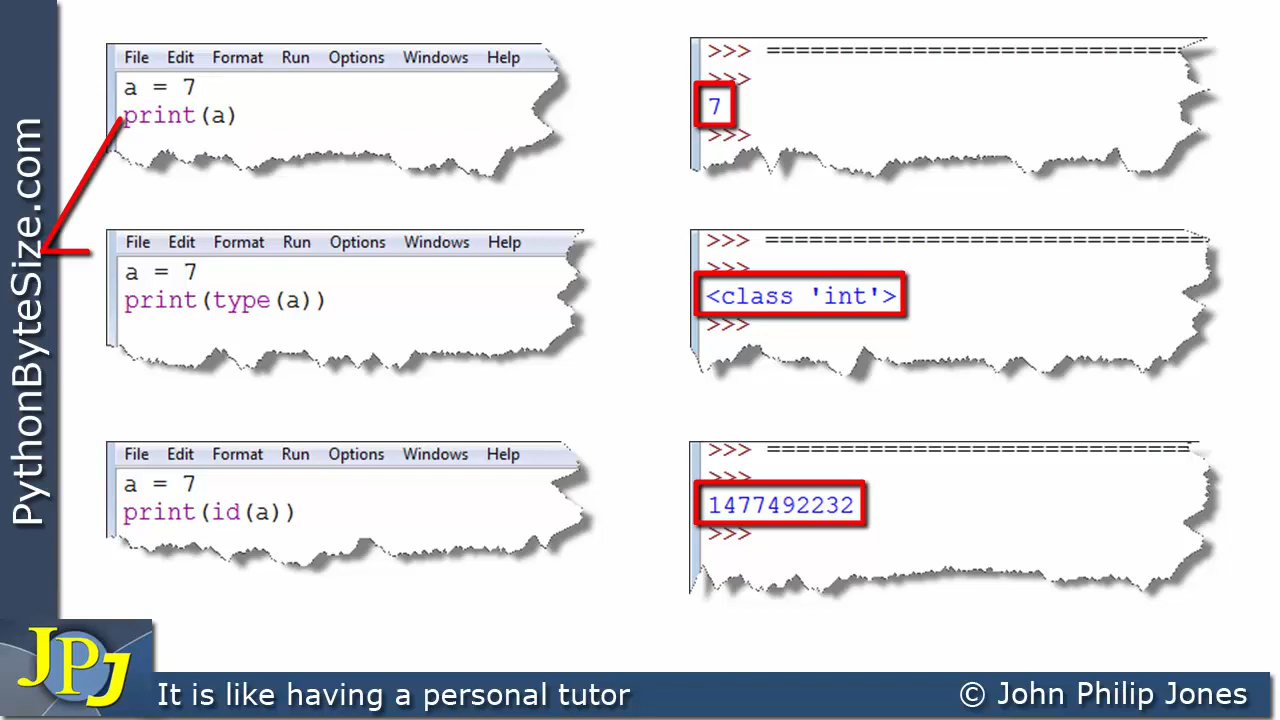 PythonByteSize.com
File Edit Format Run Options Windows Help
a = 7
print(a)
>>> =============================
>>>
7
>>>
File Edit Format Run Options Windows Help
a = 7
print(type(a))
>>> ===============================
>>>
<class 'int'>
>>>
File Edit Format Run Options Windows Help
a = 7
print(id(a))
>>> =============================
>>>
1477492232
>>>
JPJ
It is like having a personal tutor
© John Philip Jones